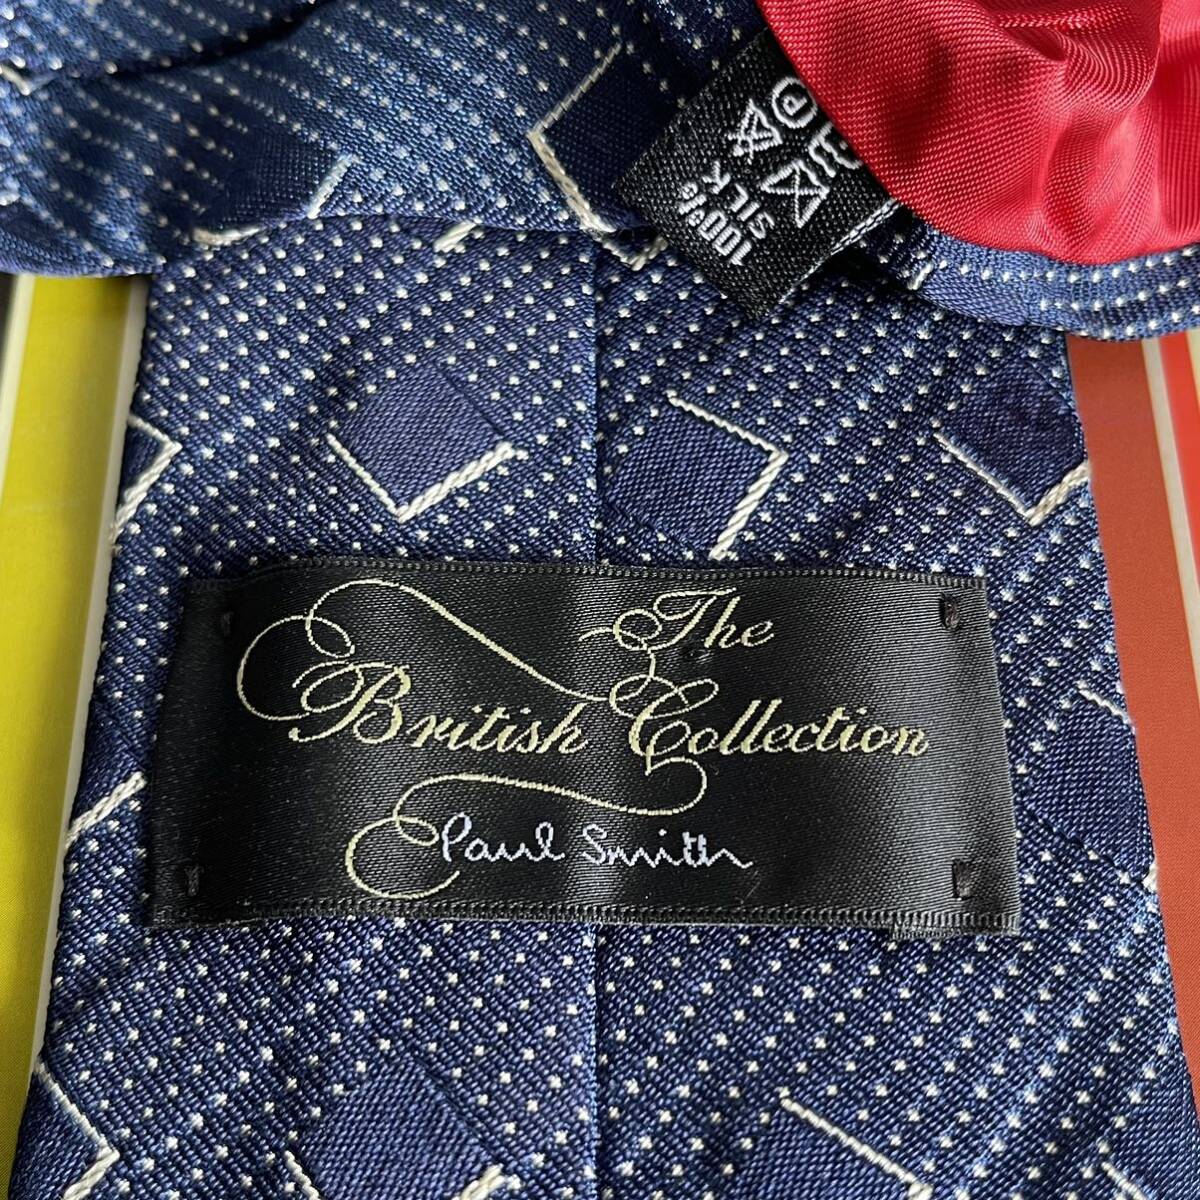 100%
SILK
P
The
British Collection
Paul Smith